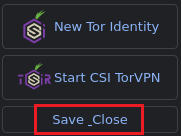 New Tor Identity
Start CSI TorVPN
Save _Close